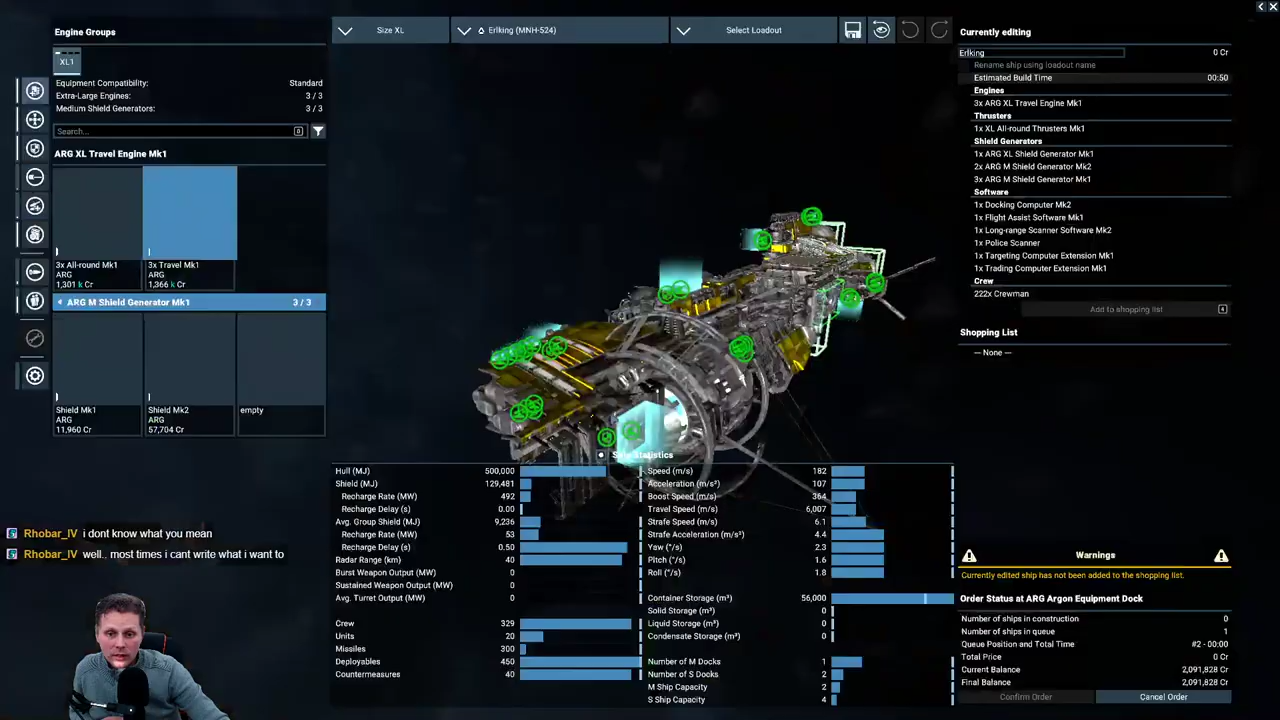 Engine Groups
XL1
Equipment Compatibility: Standard
Extra-Large Engines: 3 / 3
Medium Shield Generators: 3 / 3
Search...
ARG XL Travel Engine Mk1
3x All-round Mk1
ARG
1,301 k Cr
3x Travel Mk1
ARG
1,366 k Cr
ARG M Shield Generator Mk1 3 / 3
Shield Mk1
ARG
11,960 Cr
Shield Mk2
ARG
57,704 Cr
empty
Size XL
Erlking (MNH-524)
Select Loadout
Ship Statistics
Hull (MJ) 500,000
Shield (MJ) 129,481
Recharge Rate (MW) 492
Recharge Delay (s) 0.00
Avg. Group Shield (MJ) 9,236
Recharge Rate (MW) 53
Recharge Delay (s) 0.50
Radar Range (km) 40
Burst Weapon Output (MW) 0
Sustained Weapon Output (MW) 0
Avg. Turret Output (MW) 0
Crew 329
Units 20
Missiles 300
Deployables 450
Countermeasures 40
Speed (m/s) 182
Acceleration (m/s²) 107
Boost Speed (m/s) 364
Travel Speed (m/s) 6,007
Strafe Speed (m/s) 6.1
Strafe Acceleration (m/s²) 4.4
Yaw (°/s) 2.3
Pitch (°/s) 1.6
Roll (°/s) 1.8
Container Storage (m³) 56,000
Solid Storage (m³) 0
Liquid Storage (m³) 0
Condensate Storage (m³) 0
Number of M Docks 1
Number of S Docks 2
M Ship Capacity 2
S Ship Capacity 4
Currently editing
Erlking 0 Cr
Rename ship using loadout name
Estimated Build Time 00:50
Engines
3x ARG XL Travel Engine Mk1
Thrusters
1x XL All-round Thrusters Mk1
Shield Generators
1x ARG XL Shield Generator Mk1
2x ARG M Shield Generator Mk2
3x ARG M Shield Generator Mk1
Software
1x Docking Computer Mk2
1x Flight Assist Software Mk1
1x Long-range Scanner Software Mk2
1x Police Scanner
1x Targeting Computer Extension Mk1
1x Trading Computer Extension Mk1
Crew
222x Crewman
Add to shopping list
Shopping List
— None —
Warnings
Currently edited ship has not been added to the shopping list.
Order Status at ARG Argon Equipment Dock
Number of ships in construction 0
Number of ships in queue 1
Queue Position and Total Time #2 - 00:00
Total Price 0 Cr
Current Balance 2,091,828 Cr
Final Balance 2,091,828 Cr
Confirm Order
Cancel Order
Rhobar_IV i dont know what you mean
Rhobar_IV well.. most times i cant write what i want to